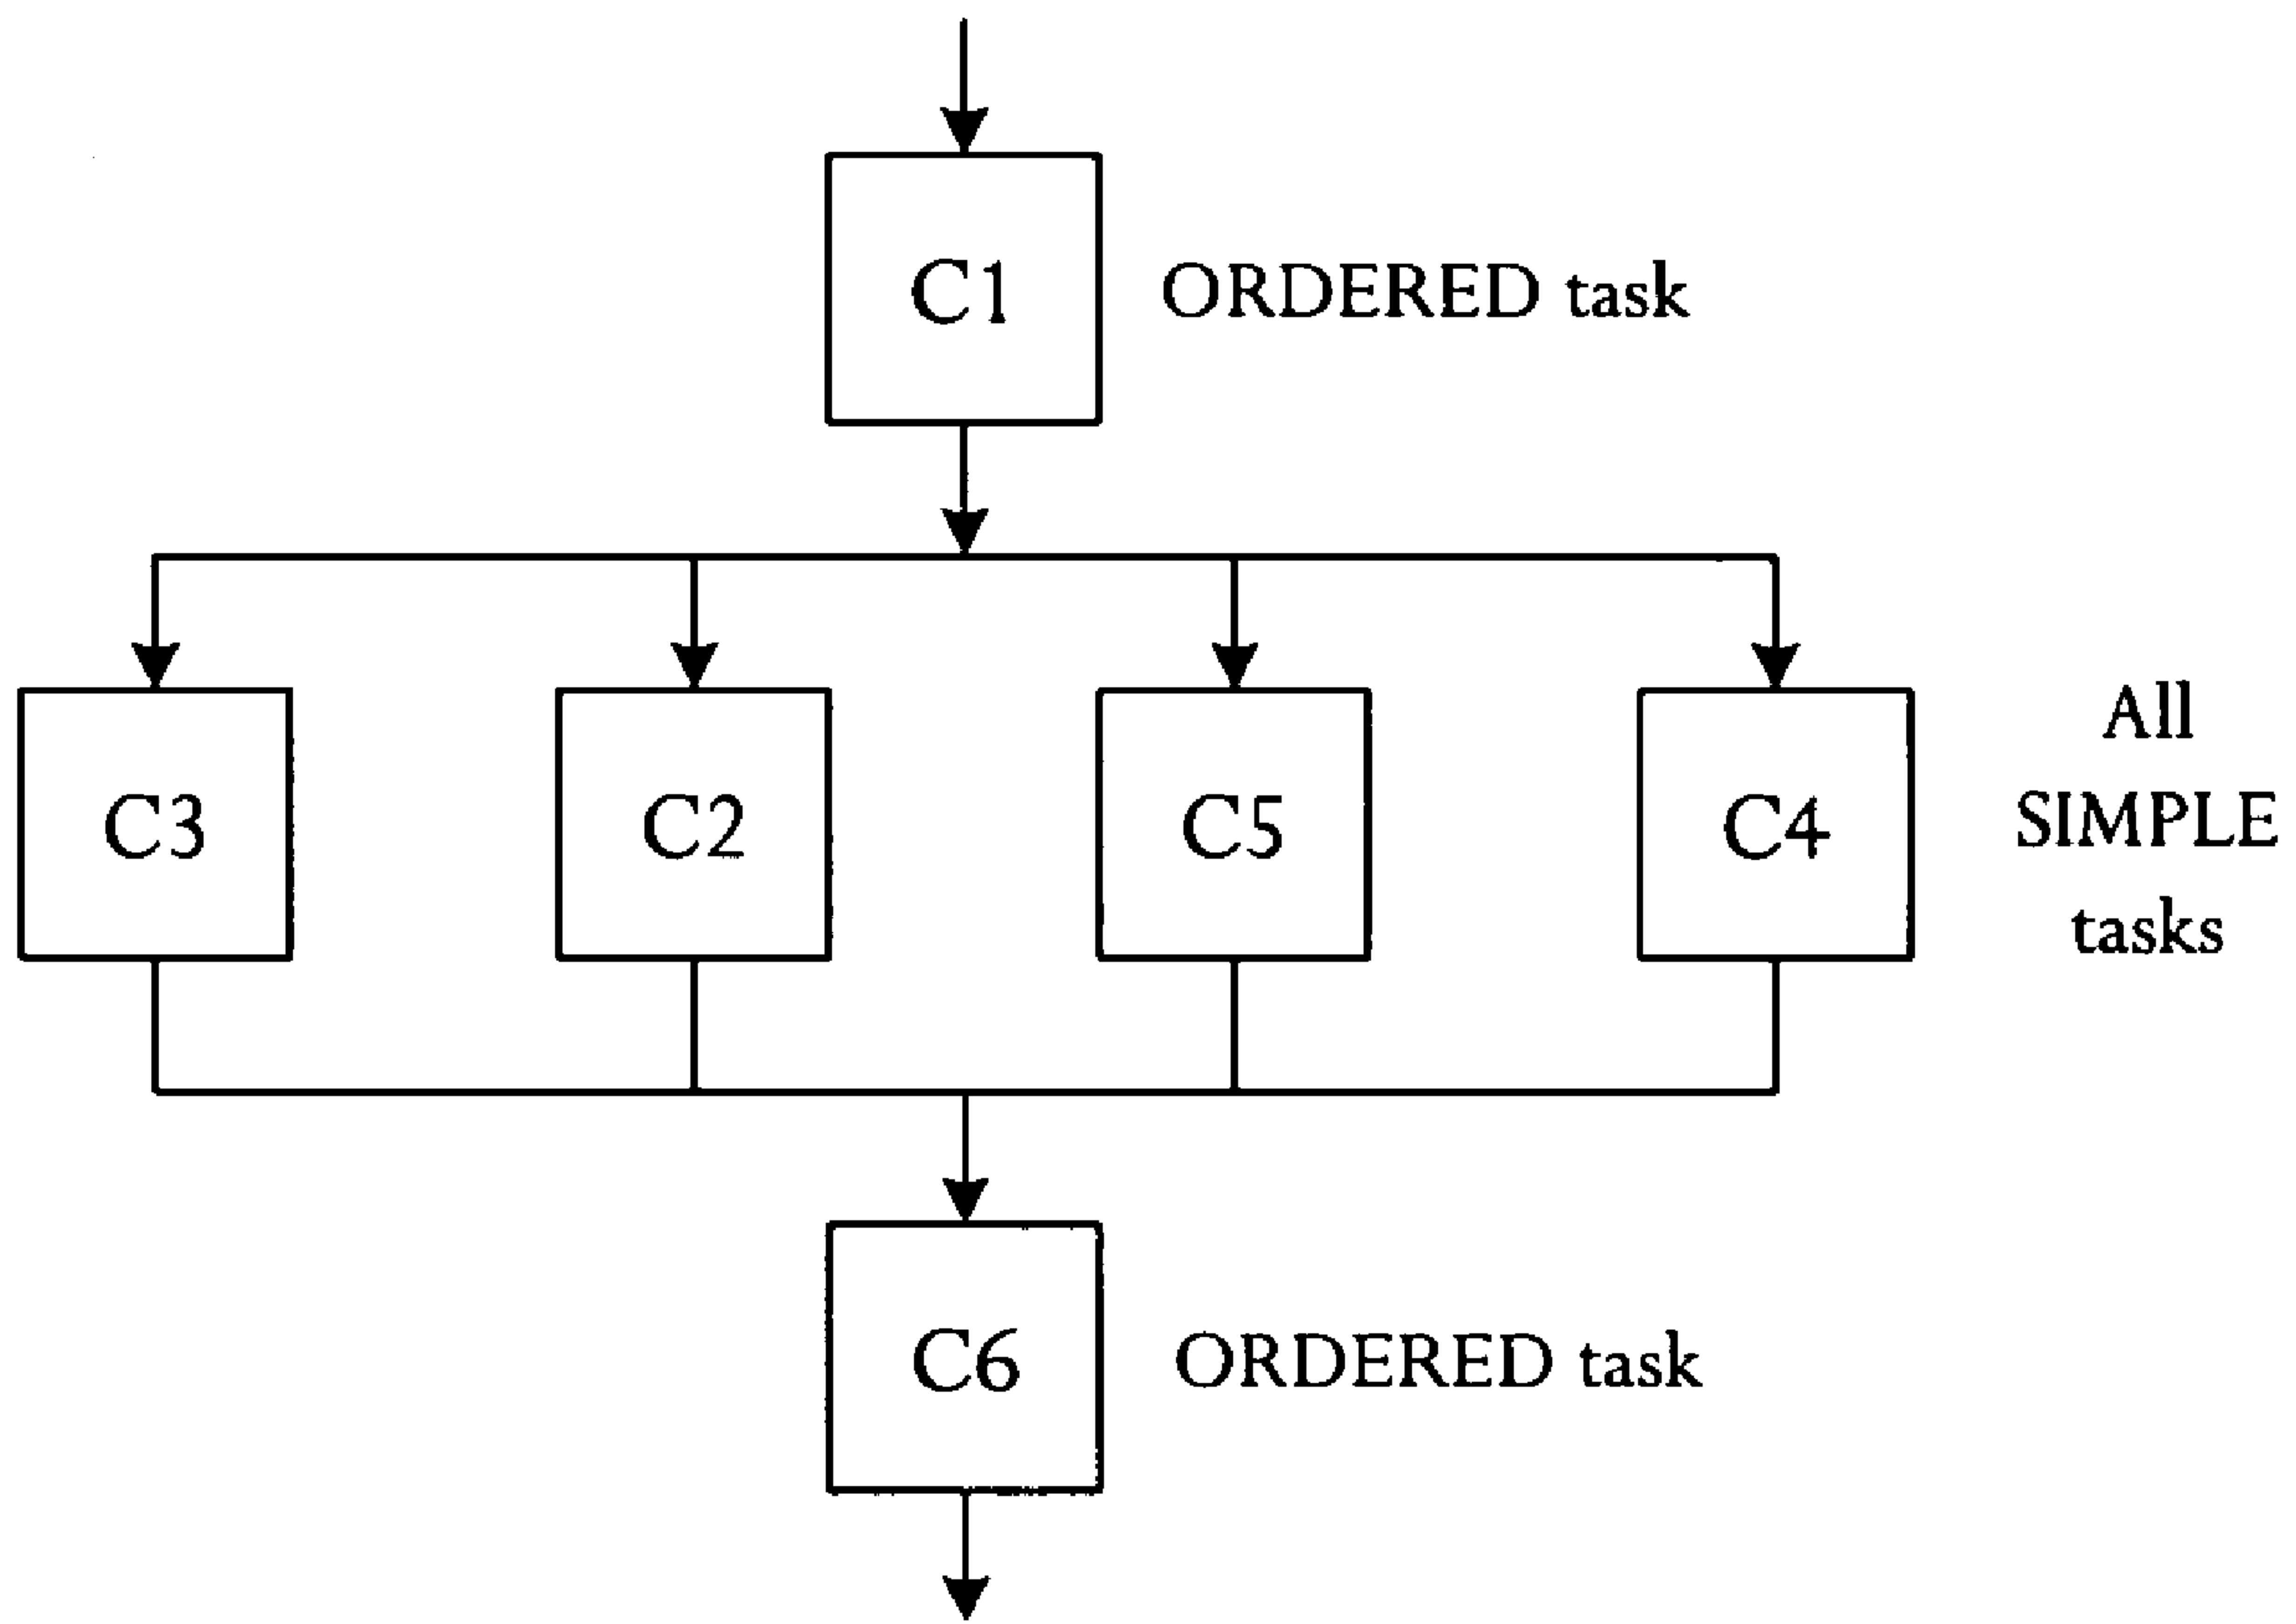 C1 ORDERED task
C3 C2 C5 C4
All
SIMPLE
tasks
C6 ORDERED task